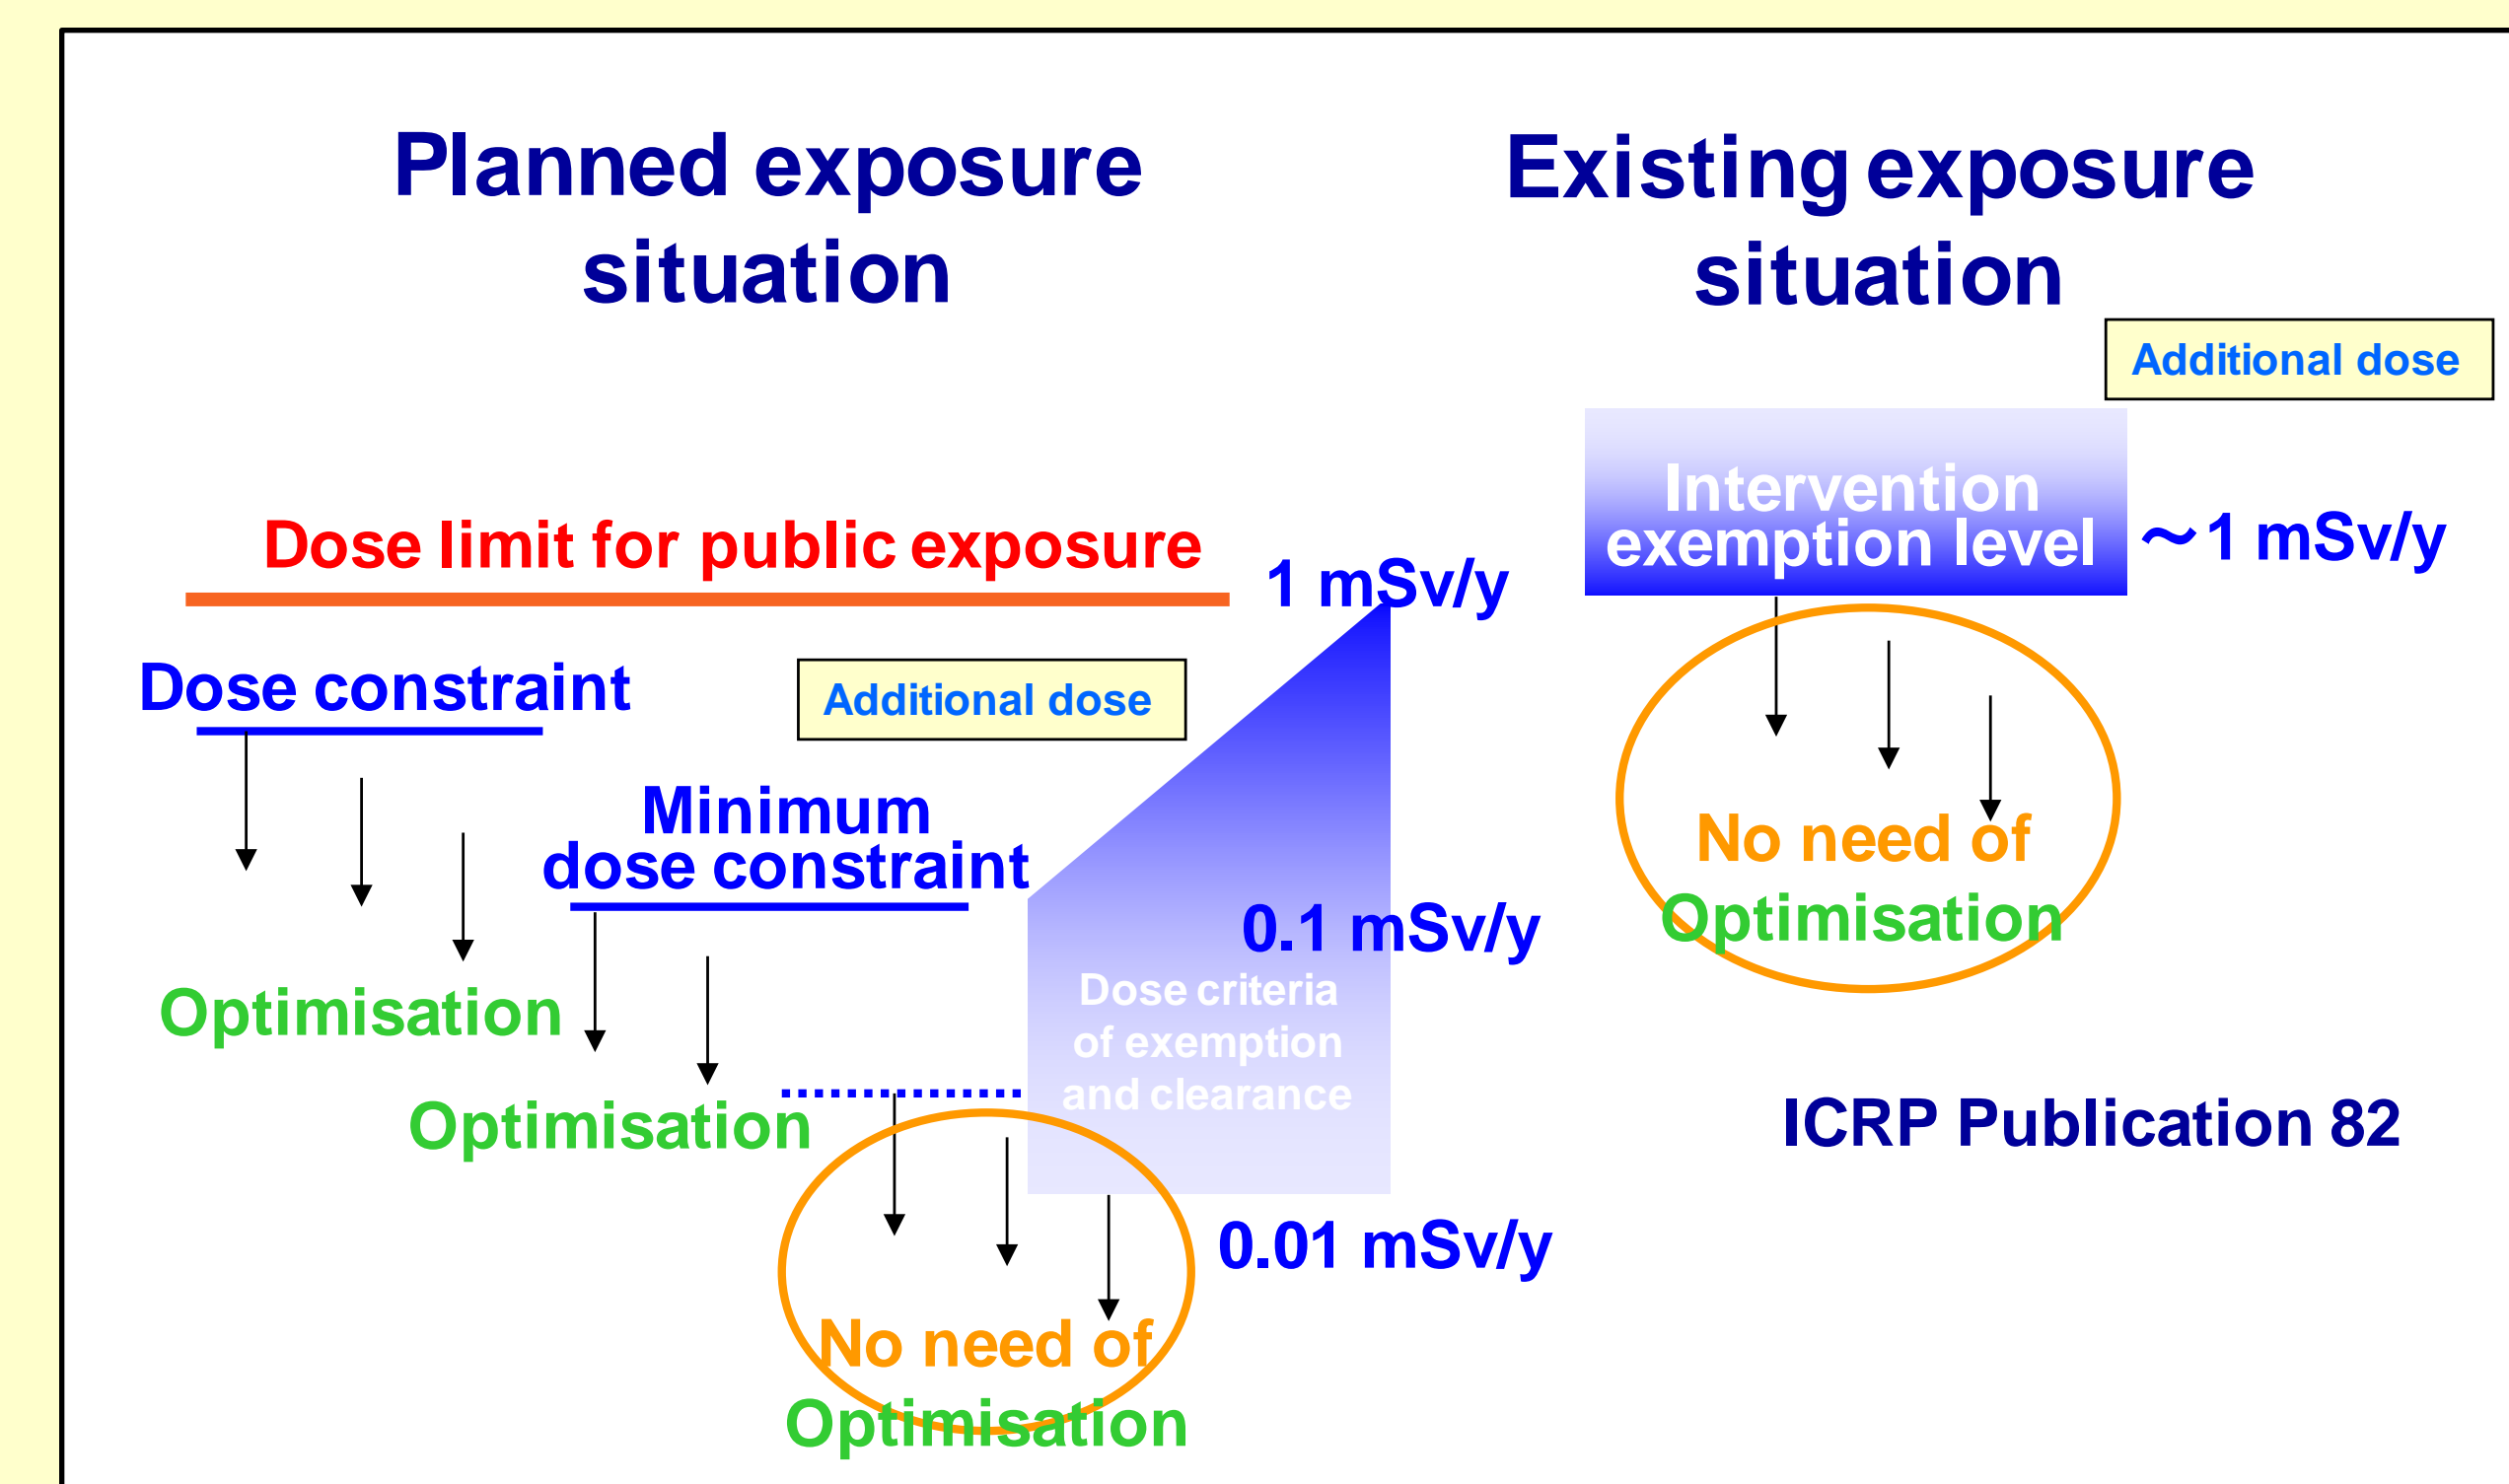 Planned exposure
situation
Existing exposure
situation
Additional dose
Intervention
exemption level
~1 mSv/y
Dose limit for public exposure
1 mSv/y
Dose constraint
Additional dose
Minimum
dose constraint
0.1 mSv/y
No need of
Optimisation
Dose criteria
of exemption
and clearance
Optimisation
Optimisation
ICRP Publication 82
0.01 mSv/y
No need of
Optimisation